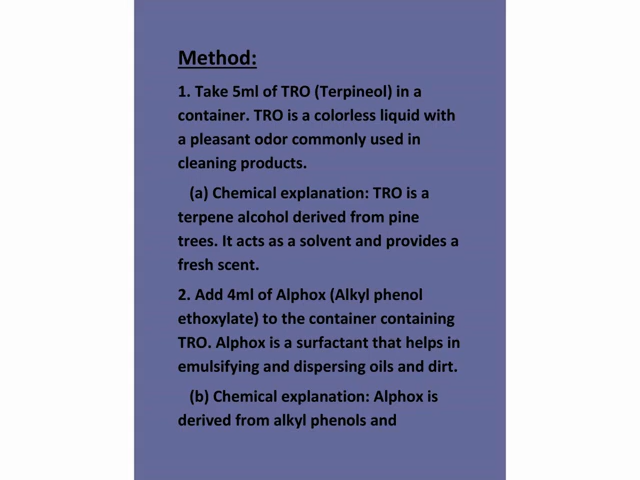 Method:
1. Take 5ml of TRO (Terpineol) in a
container. TRO is a colorless liquid with
a pleasant odor commonly used in
cleaning products.
(a) Chemical explanation: TRO is a
terpene alcohol derived from pine
trees. It acts as a solvent and provides a
fresh scent.
2. Add 4ml of Alphox (Alkyl phenol
ethoxylate) to the container containing
TRO. Alphox is a surfactant that helps in
emulsifying and dispersing oils and dirt.
(b) Chemical explanation: Alphox is
derived from alkyl phenols and